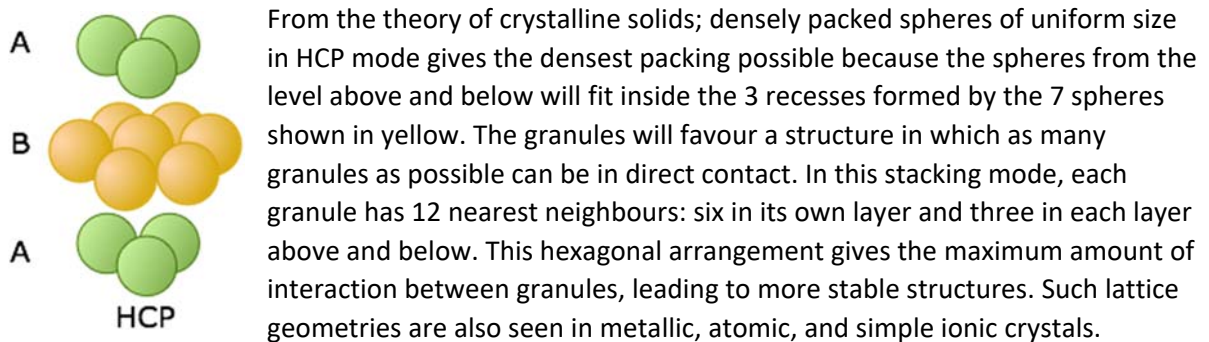 A
B
A
HCP
From the theory of crystalline solids; densely packed spheres of uniform size
in HCP mode gives the densest packing possible because the spheres from the
level above and below will fit inside the 3 recesses formed by the 7 spheres
shown in yellow. The granules will favour a structure in which as many
granules as possible can be in direct contact. In this stacking mode, each
granule has 12 nearest neighbours: six in its own layer and three in each layer
above and below. This hexagonal arrangement gives the maximum amount of
interaction between granules, leading to more stable structures. Such lattice
geometries are also seen in metallic, atomic, and simple ionic crystals.